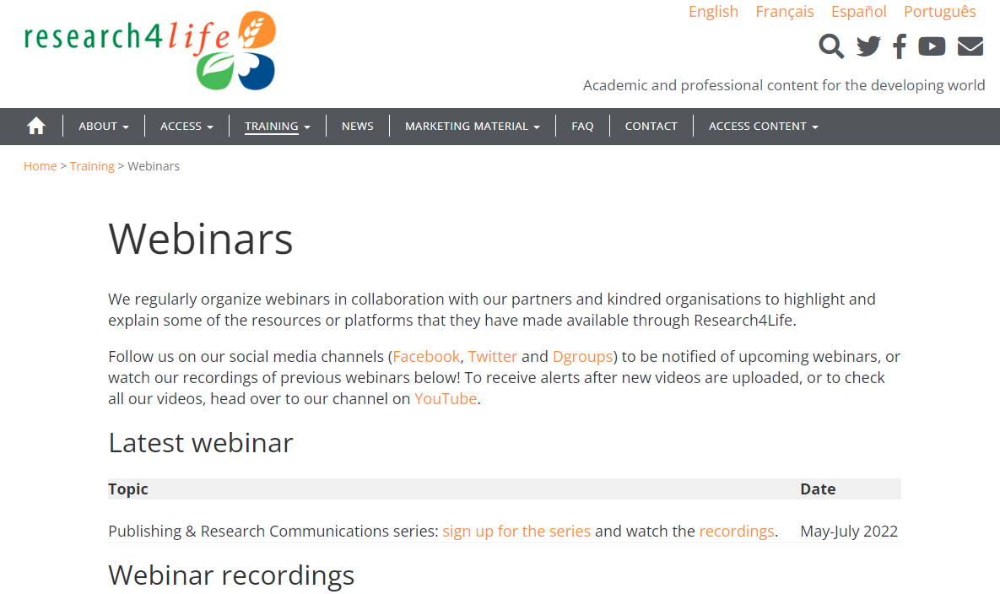 research4life
English Français Español Português
Academic and professional content for the developing world
ABOUT ACCESS TRAINING NEWS MARKETING MATERIAL FAQ CONTACT ACCESS CONTENT
Home > Training > Webinars
Webinars
We regularly organize webinars in collaboration with our partners and kindred organisations to highlight and
explain some of the resources or platforms that they have made available through Research4Life.
Follow us on our social media channels (Facebook, Twitter and Dgroups) to be notified of upcoming webinars, or
watch our recordings of previous webinars below! To receive alerts after new videos are uploaded, or to check
all our videos, head over to our channel on YouTube.
Latest webinar
Topic Date
Publishing & Research Communications series: sign up for the series and watch the recordings. May-July 2022
Webinar recordings